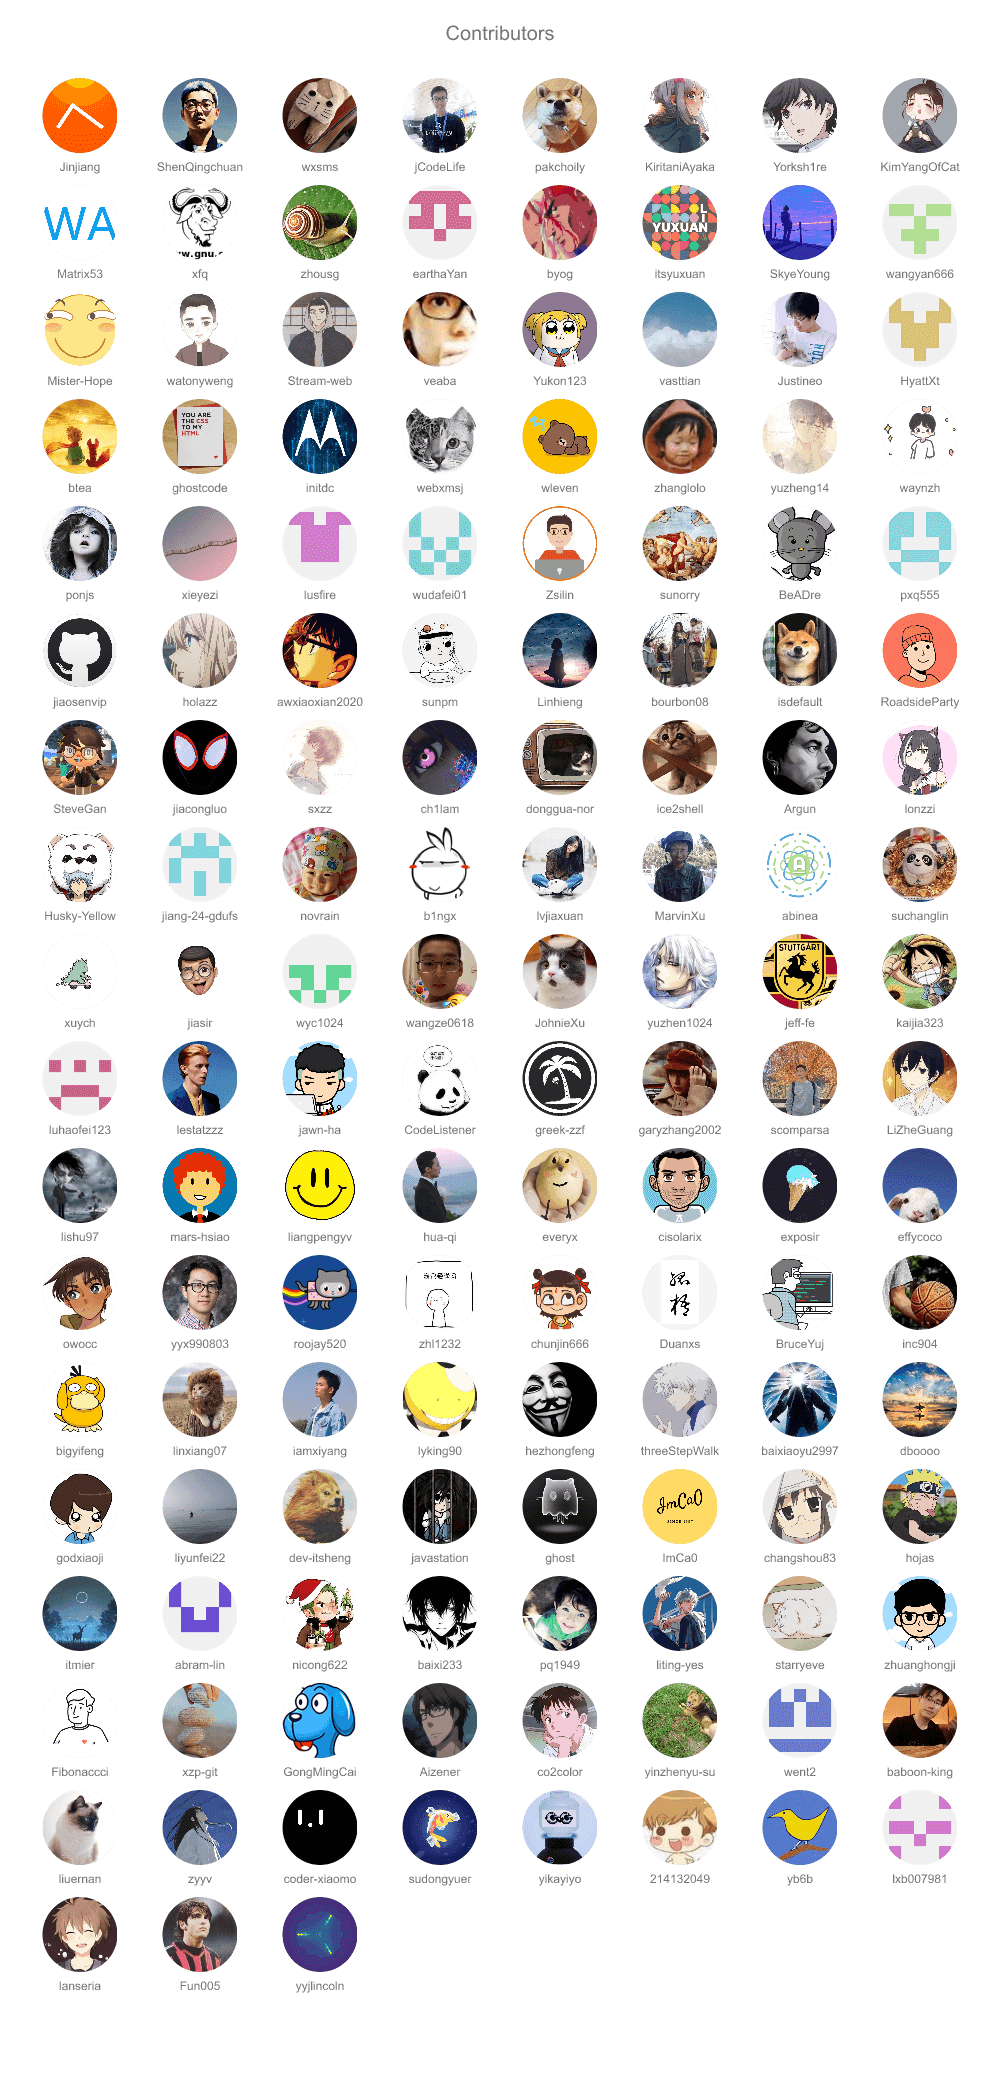 Contributors
Jinjiang ShenQingchuan wxsms jCodeLife pakchoily KiritaniAyaka Yorksh1re KimYangOfCat
WA
www.gnu.o
LIT
YUXUAN
Matrix53 xfq zhousg earthaYan byog itsyuxuan SkyeYoung wangyan666
Mister-Hope watonyweng Stream-web veaba Yukon123 vasttian Justineo HyattXt
YOU ARE
THE CSS
TO MY
HTML
btea ghostcode initdc webxmsj wleven zhanglolo yuzheng14 waynzh
ponjs xieyezi lusfire wudafei01 Zsilin sunorry BeADre pxq555
jiaosenvip holazz awxiaoxian2020 sunpm Linhieng bourbon08 isdefault RoadsideParty
SteveGan jiacongluo sxzz ch1lam donggua-nor ice2shell Argun lonzzi
Husky-Yellow jiang-24-gdufs novrain b1ngx lvjiaxuan MarvinXu abinea suchanglin
STUTTGART
xuych jiasir wyc1024 wangze0618 JohnieXu yuzhen1024 jeff-fe kaijia323
luhaofei123 lestatzzz jawn-ha CodeListener greek-zzf garyzhang2002 scomparsa LiZheGuang
lishu97 mars-hsiao liangpengyv hua-qi everyx cisolarix exposir effycoco
owocc yyx990803 roojay520 zhl1232 chunjin666 Duanxs BruceYuj inc904
bigyifeng linxiang07 iamxiyang lyking90 hezhongfeng threeStepWalk baixiaoyu2997 dboooo
JmCaO
godxiaoji liyunfei22 dev-itsheng javastation ghost ImCa0 changshou83 hojas
itmier abram-lin nicong622 baixi233 pq1949 liting-yes starryeve zhuanghongji
Fibonaccci xzp-git GongMingCai Aizener co2color yinzhenyu-su went2 baboon-king
liuernan zyyv coder-xiaomo sudongyuer yikayiyo 214132049 yb6b lxb007981
lanseria Fun005 yyjlincoln